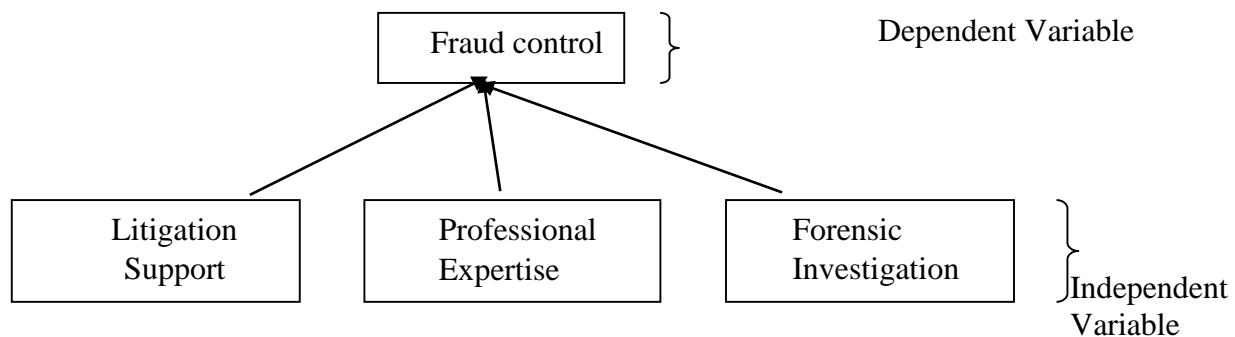 Fraud control
Dependent Variable
Litigation
Support
Professional
Expertise
Forensic
Investigation
Independent
Variable